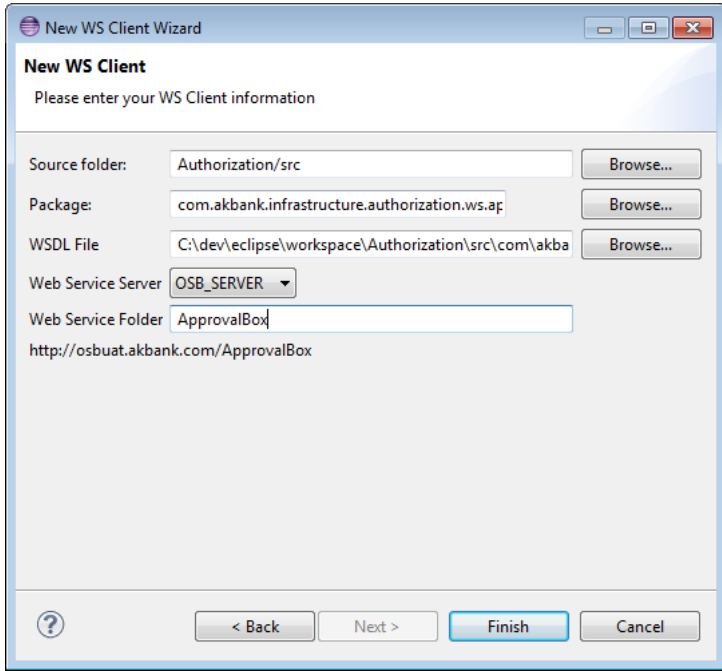 New WS Client Wizard
New WS Client
Please enter your WS Client information
Source folder: Authorization/src Browse...
Package: com.akbank.infrastructure.authorization.ws.ap Browse...
WSDL File C:\dev\eclipse\workspace\Authorization\src\com\akba Browse...
Web Service Server OSB_SERVER
Web Service Folder ApprovalBox
http://osbuat.akbank.com/ApprovalBox
? < Back Next > Finish Cancel